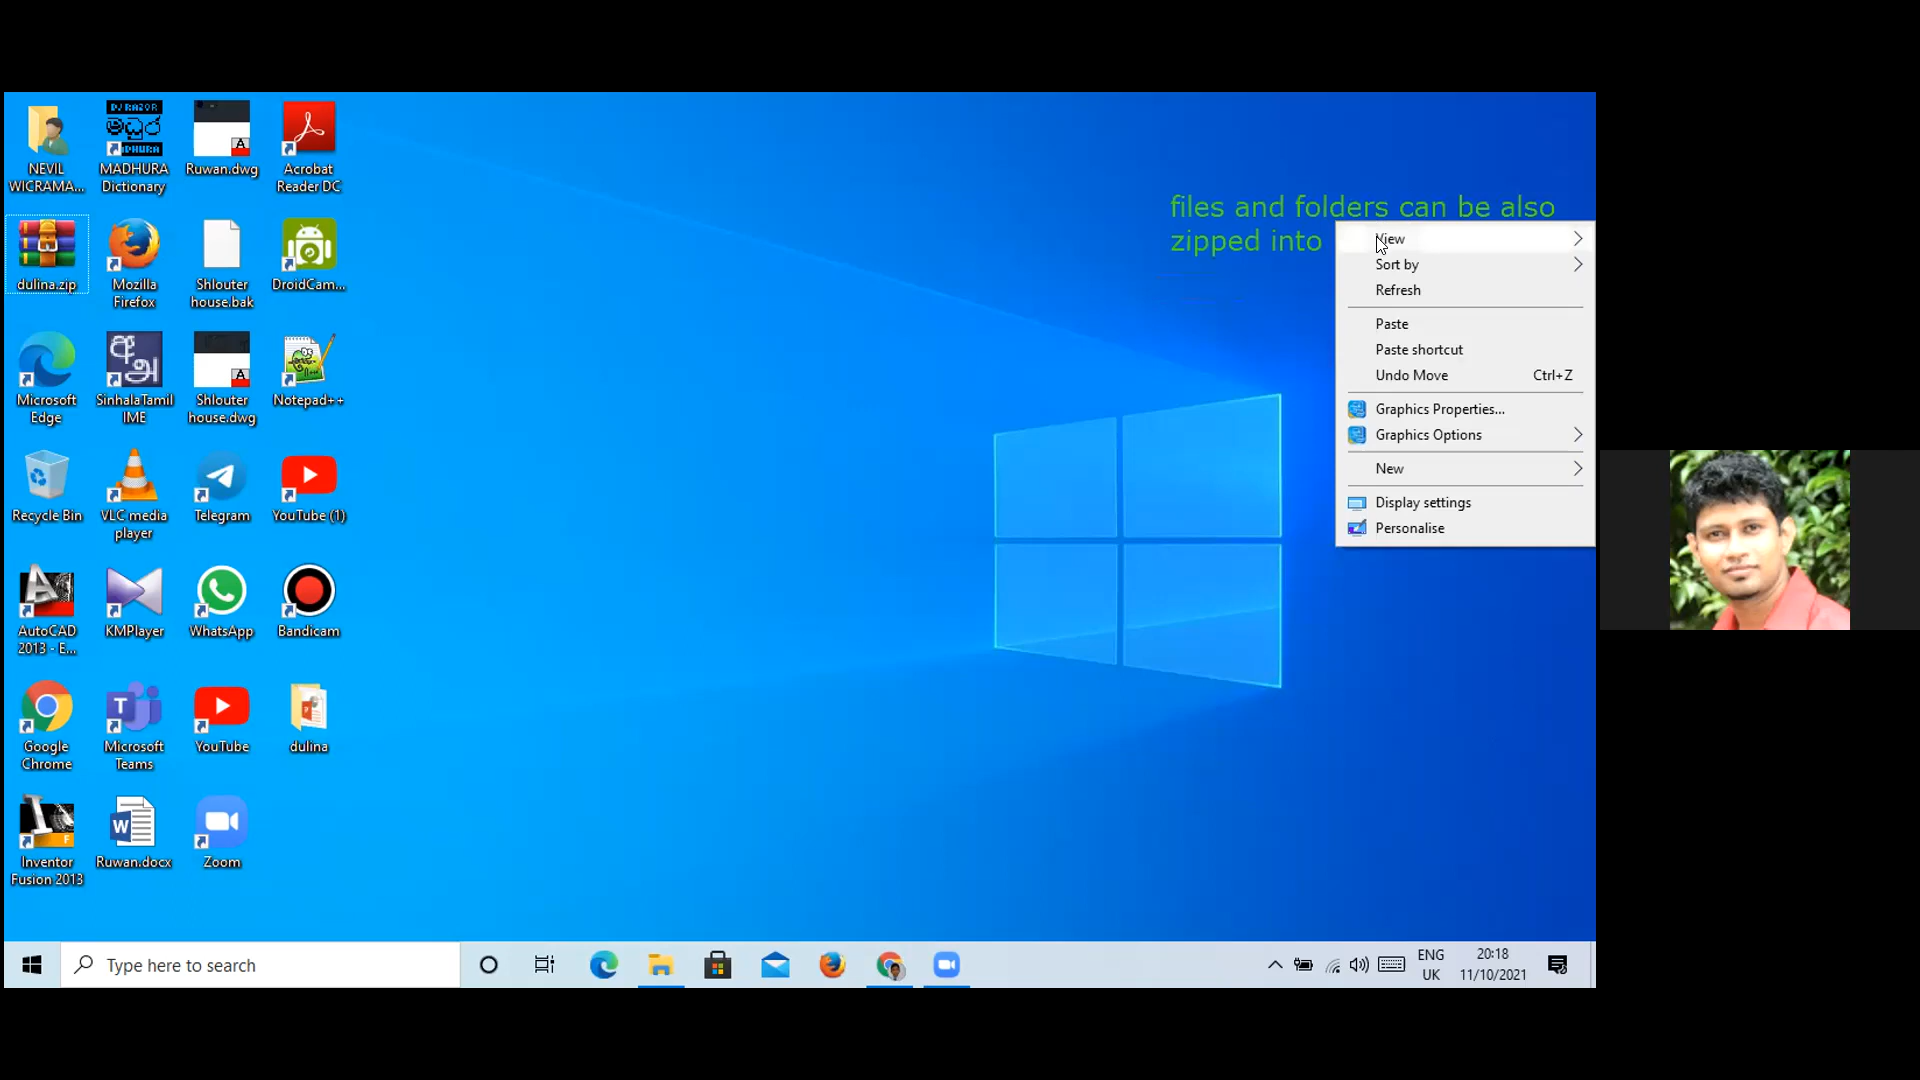 NEVIL
WICRAMA...
DJ RAZOR
මධුර
MADHURA
Dictionary
Ruwan.dwg
Acrobat
Reader DC
dulina.zip
Mozilla
Firefox
Shlouter
house.bak
DroidCam...
Microsoft
Edge
අ
அ
SinhalaTamil
IME
Shlouter
house.dwg
Notepad++
Recycle Bin
VLC media
player
Telegram
YouTube (1)
AutoCAD
2013 - E...
KMPlayer
WhatsApp
Bandicam
Google
Chrome
Microsoft
Teams
YouTube
dulina
Inventor
Fusion 2013
Ruwan.docx
Zoom
files and folders can be also
zipped into
View
Sort by
Refresh
Paste
Paste shortcut
Undo Move Ctrl+Z
Graphics Properties...
Graphics Options
New
Display settings
Personalise
Type here to search
ENG
UK
20:18
11/10/2021